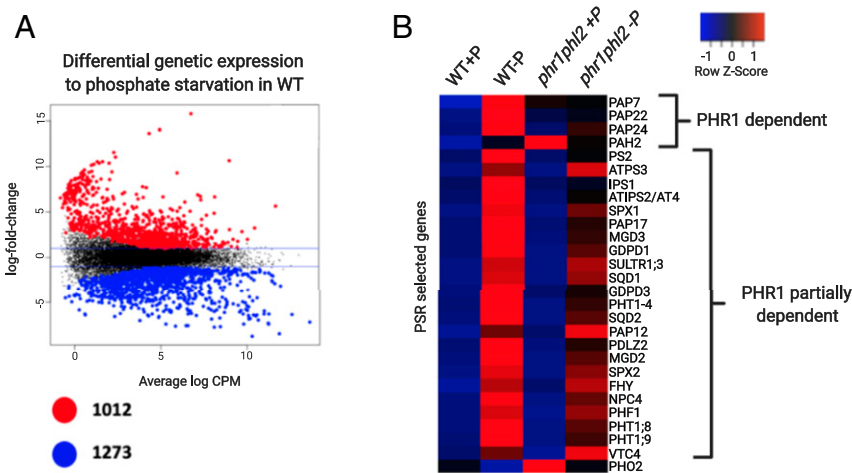 A
Differential genetic expression
to phosphate starvation in WT
15
10
5
0
-5
log-fold-change
0
5
10
Average log CPM
1012
1273
B
WT+P
WT-P
phr1phl2 +P
phr1phl2 -P
-1 0 1
Row Z-Score
PSR selected genes
PAP7
PAP22
PAP24
PAH2
PS2
ATPS3
IPS1
ATIPS2/AT4
SPX1
PAP17
MGD3
GDPD1
SULTR1;3
SQD1
GDPD3
PHT1-4
SQD2
PAP12
PDLZ2
MGD2
SPX2
FHY
NPC4
PHF1
PHT1;8
PHT1;9
VTC4
PHO2
PHR1 dependent
PHR1 partially
dependent